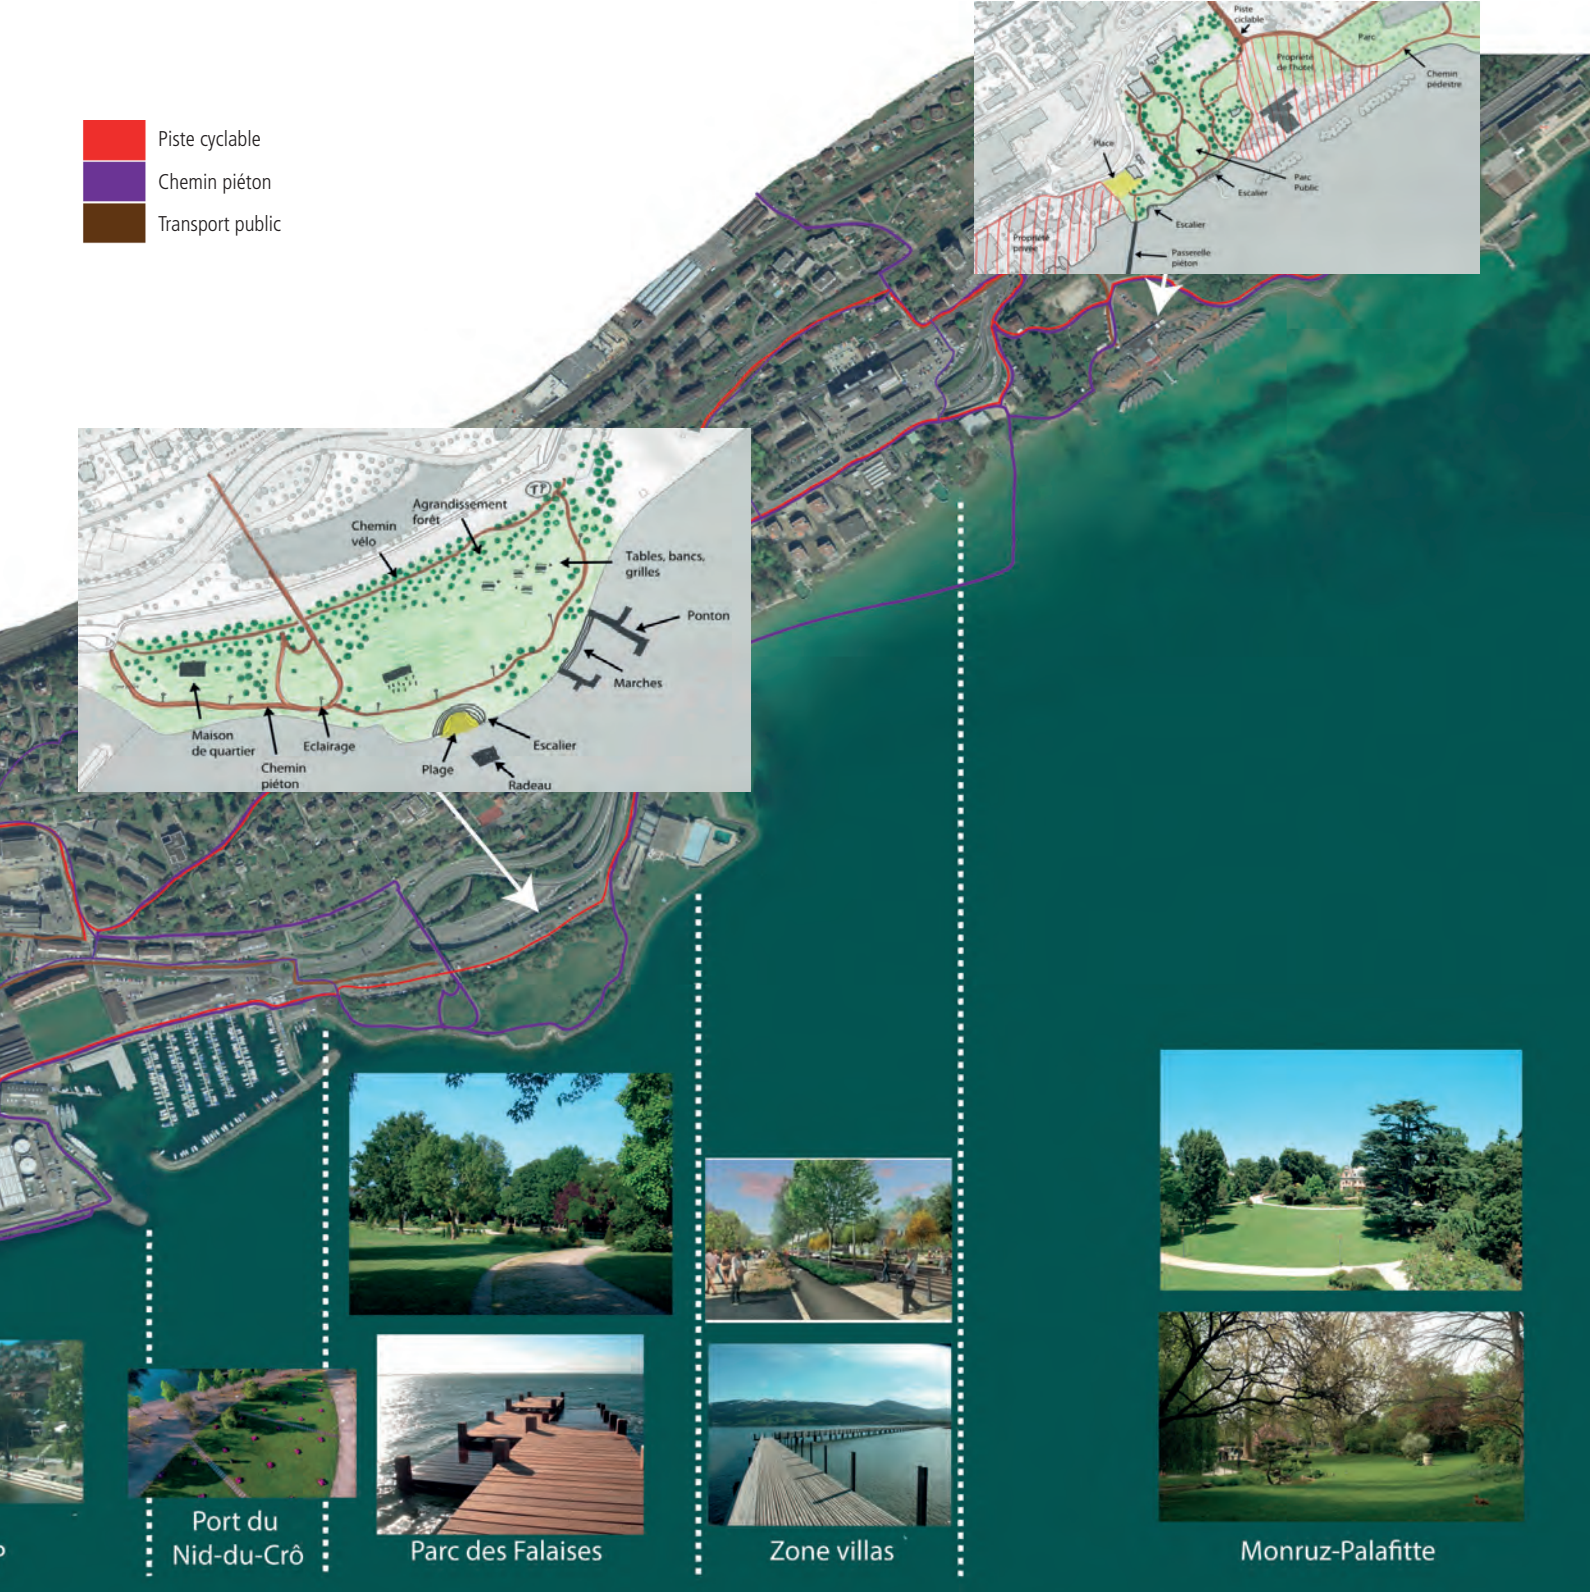 Piste cyclable
Chemin piéton
Transport public
Piste
ciclable
Parc
Propriété
de l'hôtel
Chemin
pédestre
Place
Parc
Public
Escalier
Escalier
Propriété
privée
Passerelle
piéton
Agrandissement
forêt
Chemin
vélo
Tables, bancs,
grilles
Ponton
Marches
Maison
de quartier
Eclairage
Chemin
piéton
Escalier
Plage
Radeau
Port du
Nid-du-Crô
Parc des Falaises
Zone villas
Monruz-Palafitte